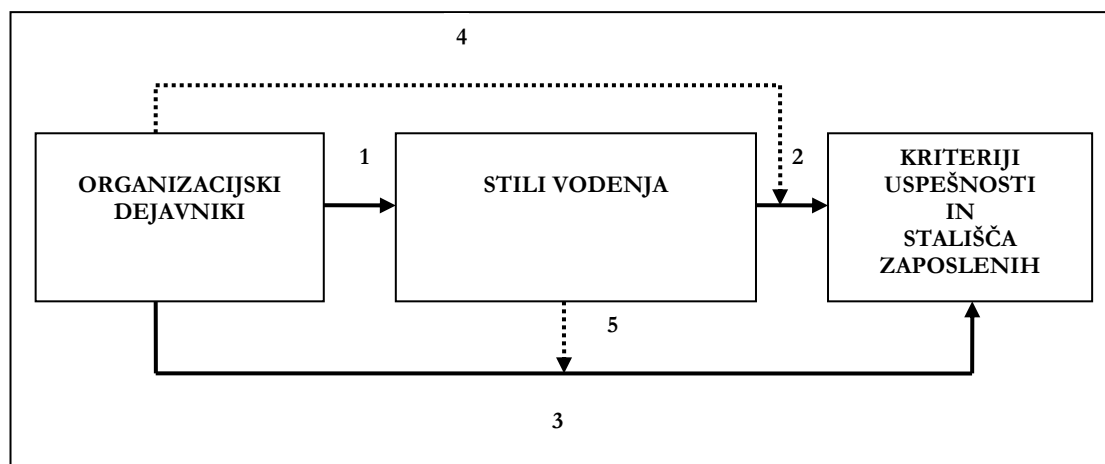 4
1
2
ORGANIZACIJSKI
DEJAVNIKI
STILI VODENJA
KRITERIJI
USPEŠNOSTI
IN
STALIŠČA
ZAPOSLENIH
5
3